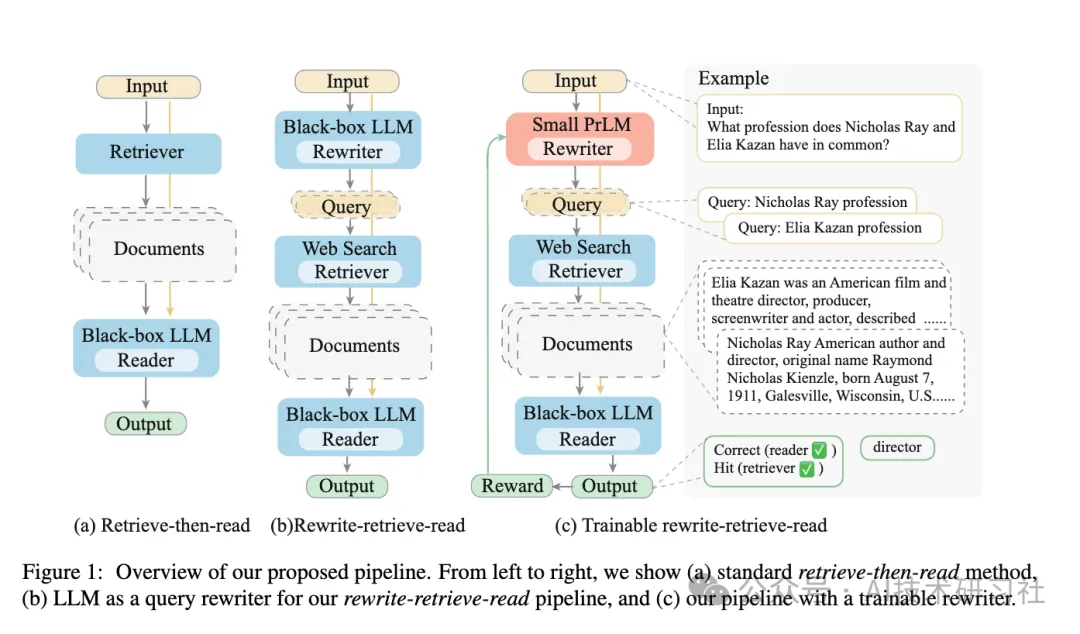 Input
Retriever
Documents
Black-box LLM
Reader
Output
(a) Retrieve-then-read
Input
Black-box LLM
Rewriter
Query
Web Search
Retriever
Documents
Black-box LLM
Reader
Output
(b)Rewrite-retrieve-read
Input
Small PrLM
Rewriter
Query
Web Search
Retriever
Documents
Black-box LLM
Reader
Reward
Output
(c) Trainable rewrite-retrieve-read
Example
Input:
What profession does Nicholas Ray and
Elia Kazan have in common?
Query: Nicholas Ray profession
Query: Elia Kazan profession
Elia Kazan was an American film and
theatre director, producer,
screenwriter and actor, described ......
Nicholas Ray American author and
director, original name Raymond
Nicholas Kienzle, born August 7,
1911, Galesville, Wisconsin, U.S......
Correct (reader ✅ )
Hit (retriever ✅ )
director
Figure 1: Overview of our proposed pipeline. From left to right, we show (a) standard retrieve-then-read method,
(b) LLM as a query rewriter for our rewrite-retrieve-read pipeline, and (c) our pipeline with a trainable rewriter.
公众号 · AI技术研习社